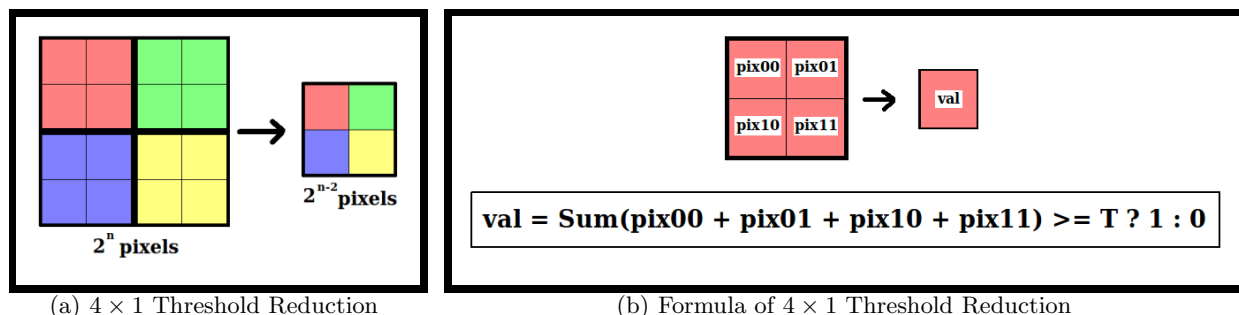 2^n pixels
2^{n-2} pixels
(a) 4 × 1 Threshold Reduction
pix00 pix01
pix10 pix11
val
val = Sum(pix00 + pix01 + pix10 + pix11) >= T ? 1 : 0
(b) Formula of 4 × 1 Threshold Reduction